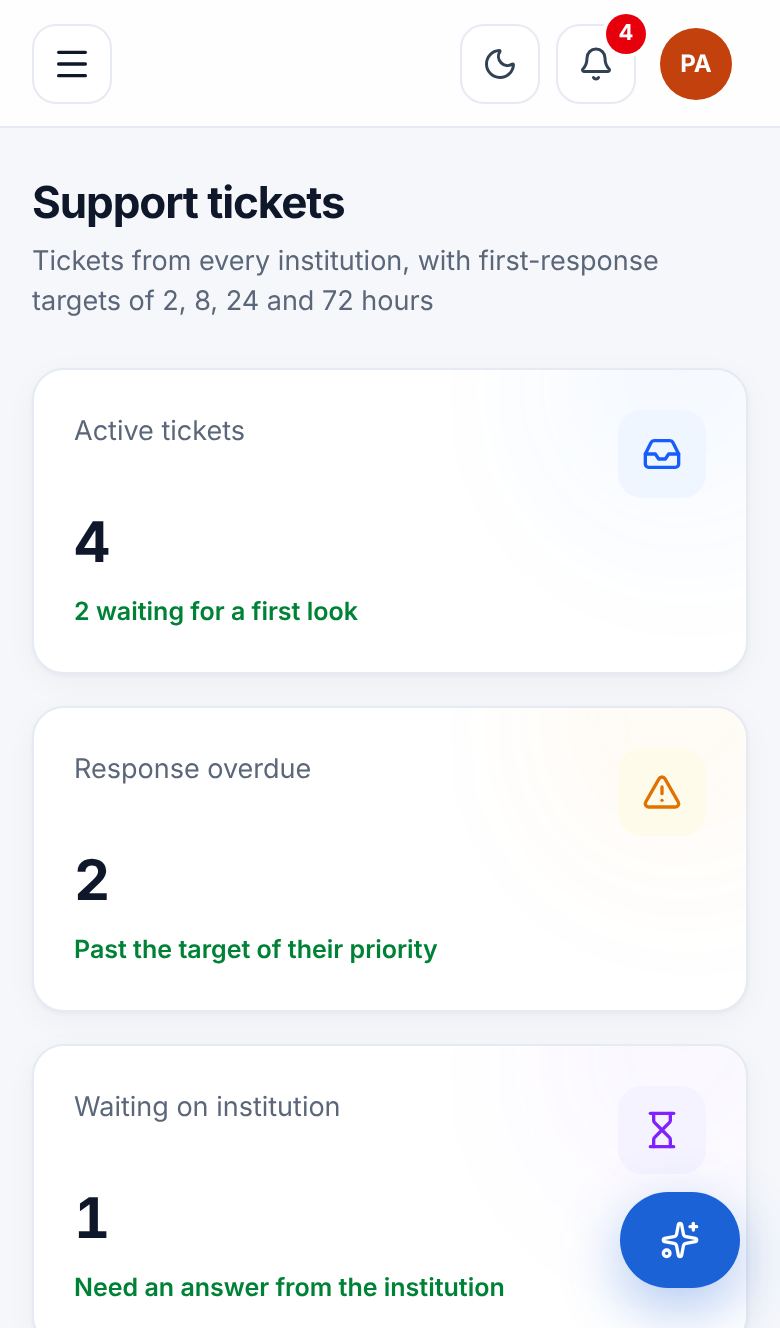 4
PA
Support tickets
Tickets from every institution, with first-response
targets of 2, 8, 24 and 72 hours
Active tickets
4
2 waiting for a first look
Response overdue
2
Past the target of their priority
Waiting on institution
1
Need an answer from the institution